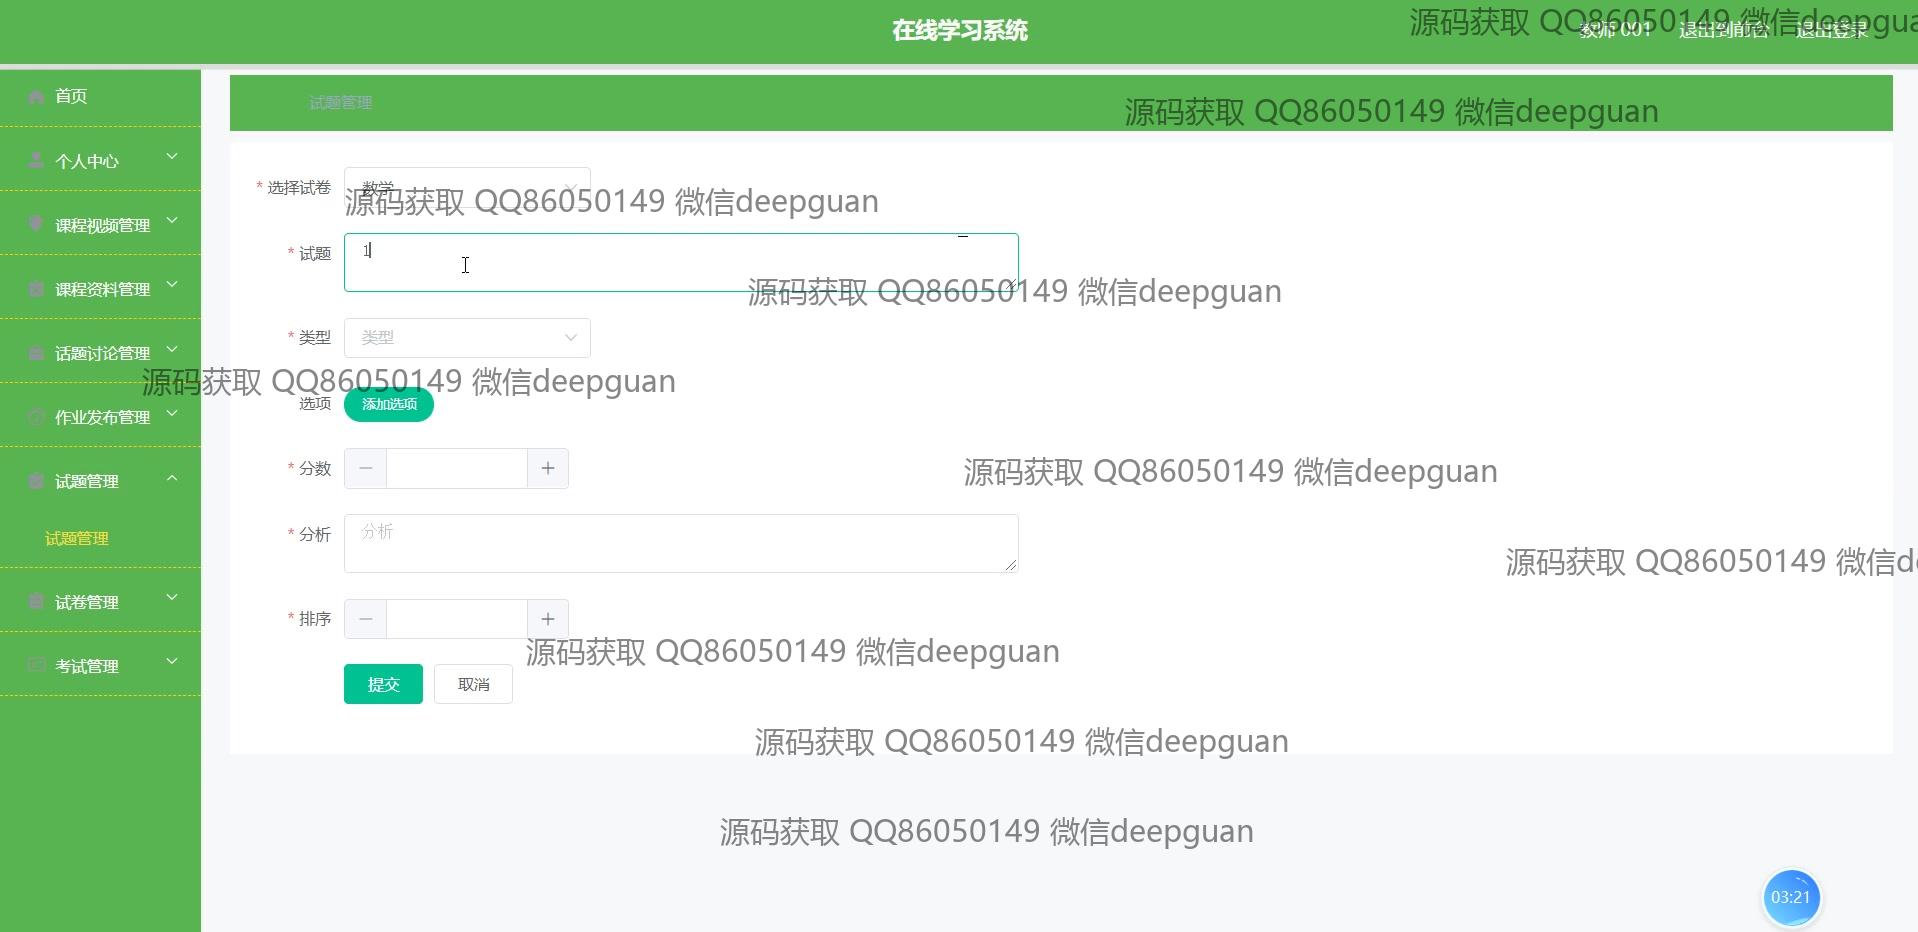 在线学习系统
教师 001 退出到前台 退出登录
源码获取 QQ86050149 微信deepgua
首页
个人中心
课程视频管理
课程资料管理
话题讨论管理
作业发布管理
试题管理
试题管理
试卷管理
考试管理
试题管理
源码获取 QQ86050149 微信deepguan
* 选择试卷 数学
源码获取 QQ86050149 微信deepguan
* 试题 1
源码获取 QQ86050149 微信deepguan
* 类型 类型
源码获取 QQ86050149 微信deepguan
选项 添加选项
* 分数
源码获取 QQ86050149 微信deepguan
* 分析 分析
源码获取 QQ86050149 微信d
* 排序
源码获取 QQ86050149 微信deepguan
提交 取消
源码获取 QQ86050149 微信deepguan
源码获取 QQ86050149 微信deepguan
03:21